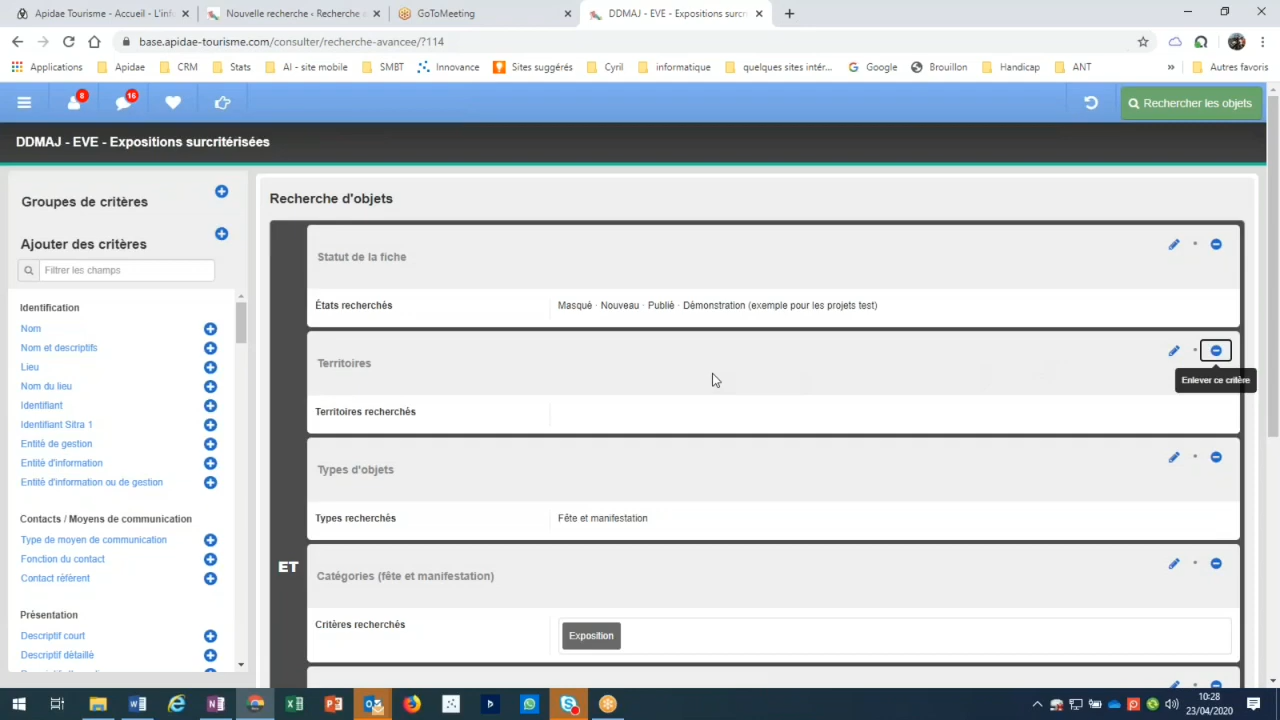 Apidae Tourisme - Accueil - L'inf
Nouvelle recherche - Recherche a
GoToMeeting
DDMAJ - EVE - Expositions surcri
base.apidae-tourisme.com/consulter/recherche-avancee/?114
Applications
Apidae
CRM
Stats
AI - site mobile
SMBT
Innovance
Sites suggérés
Cyril
informatique
quelques sites intér...
Google
Brouillon
Handicap
ANT
»
Autres favoris
8
16
Rechercher les objets
DDMAJ - EVE - Expositions surcritérisées
Groupes de critères
Ajouter des critères
Filtrer les champs
Identification
Nom
Nom et descriptifs
Lieu
Nom du lieu
Identifiant
Identifiant Sitra 1
Entité de gestion
Entité d'information
Entité d'information ou de gestion
Contacts / Moyens de communication
Type de moyen de communication
Fonction du contact
Contact référent
Présentation
Descriptif court
Descriptif détaillé
Recherche d'objets
ET
Statut de la fiche
États recherchés
Masqué - Nouveau - Publié - Démonstration (exemple pour les projets test)
Territoires
Enlever ce critère
Territoires recherchés
Types d'objets
Types recherchés
Fête et manifestation
Catégories (fête et manifestation)
Critères recherchés
Exposition
10:28
23/04/2020